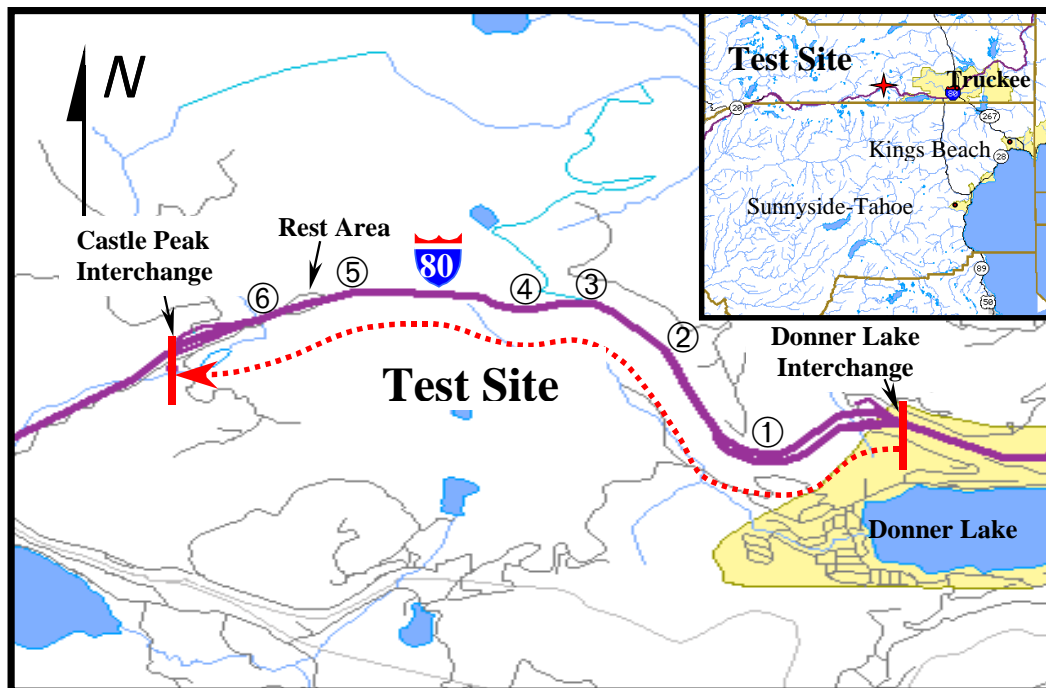 N
Castle Peak
Interchange
Rest Area
80
⑥
⑤
④
③
②
①
Test Site
Donner Lake
Interchange
Donner Lake
Test Site
Truckee
80
20
267
Kings Beach
28
Sunnyside-Tahoe
89
50